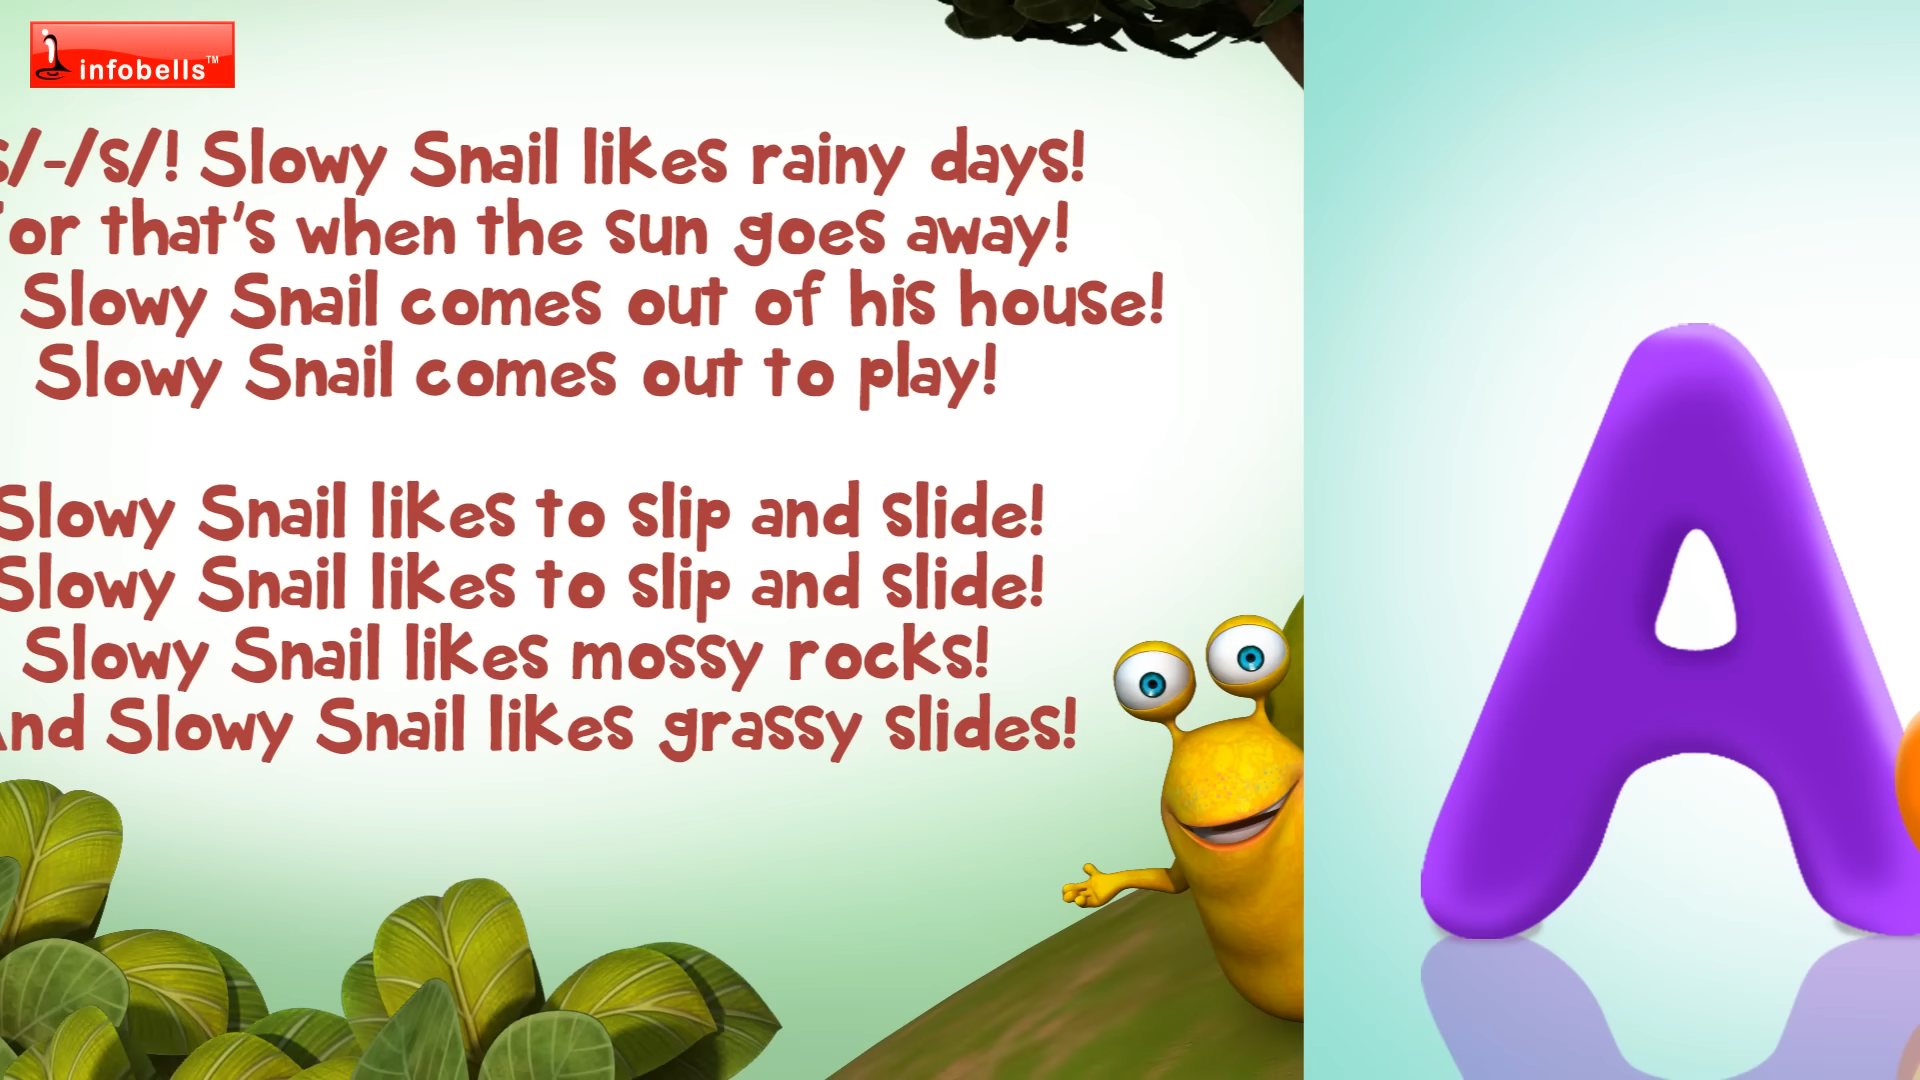 infobells™
s/-/s/! Slowy Snail likes rainy days!
for that's when the sun goes away!
Slowy Snail comes out of his house!
Slowy Snail comes out to play!
Slowy Snail likes to slip and slide!
Slowy Snail likes to slip and slide!
Slowy Snail likes mossy rocks!
And Slowy Snail likes grassy slides!
A